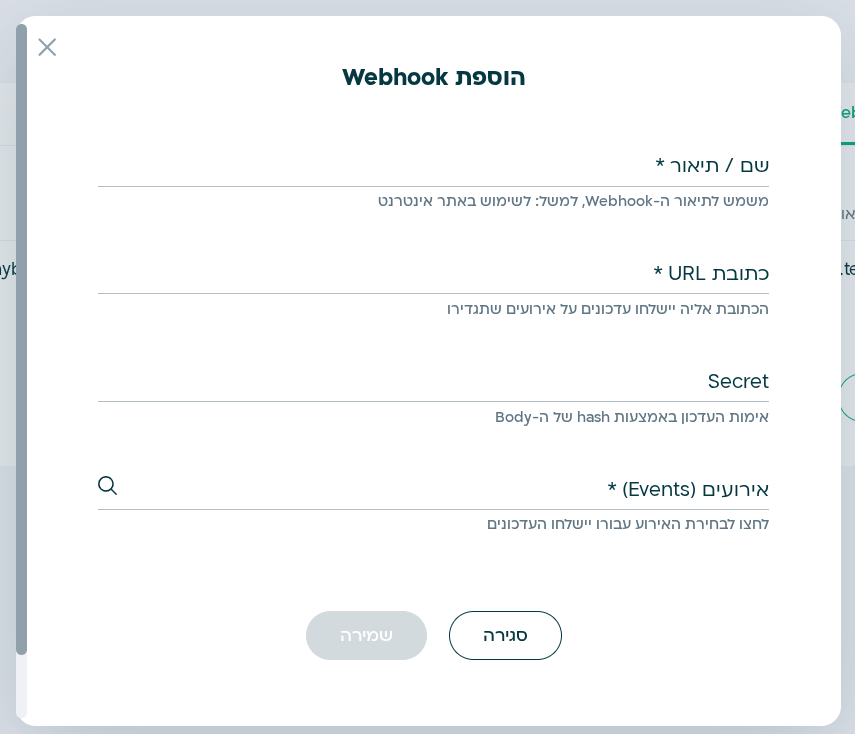 הוספת Webhook
שם / תיאור *
משמש לתיאור ה-Webhook, למשל: לשימוש באתר אינטרנט
כתובת URL *
הכתובת אליה יישלחו עדכונים על אירועים שתגדירו
Secret
אימות העדכון באמצעות hash של ה-Body
אירועים (Events) *
לחצו לבחירת האירוע עבורו יישלחו העדכונים
סגירה שמירה